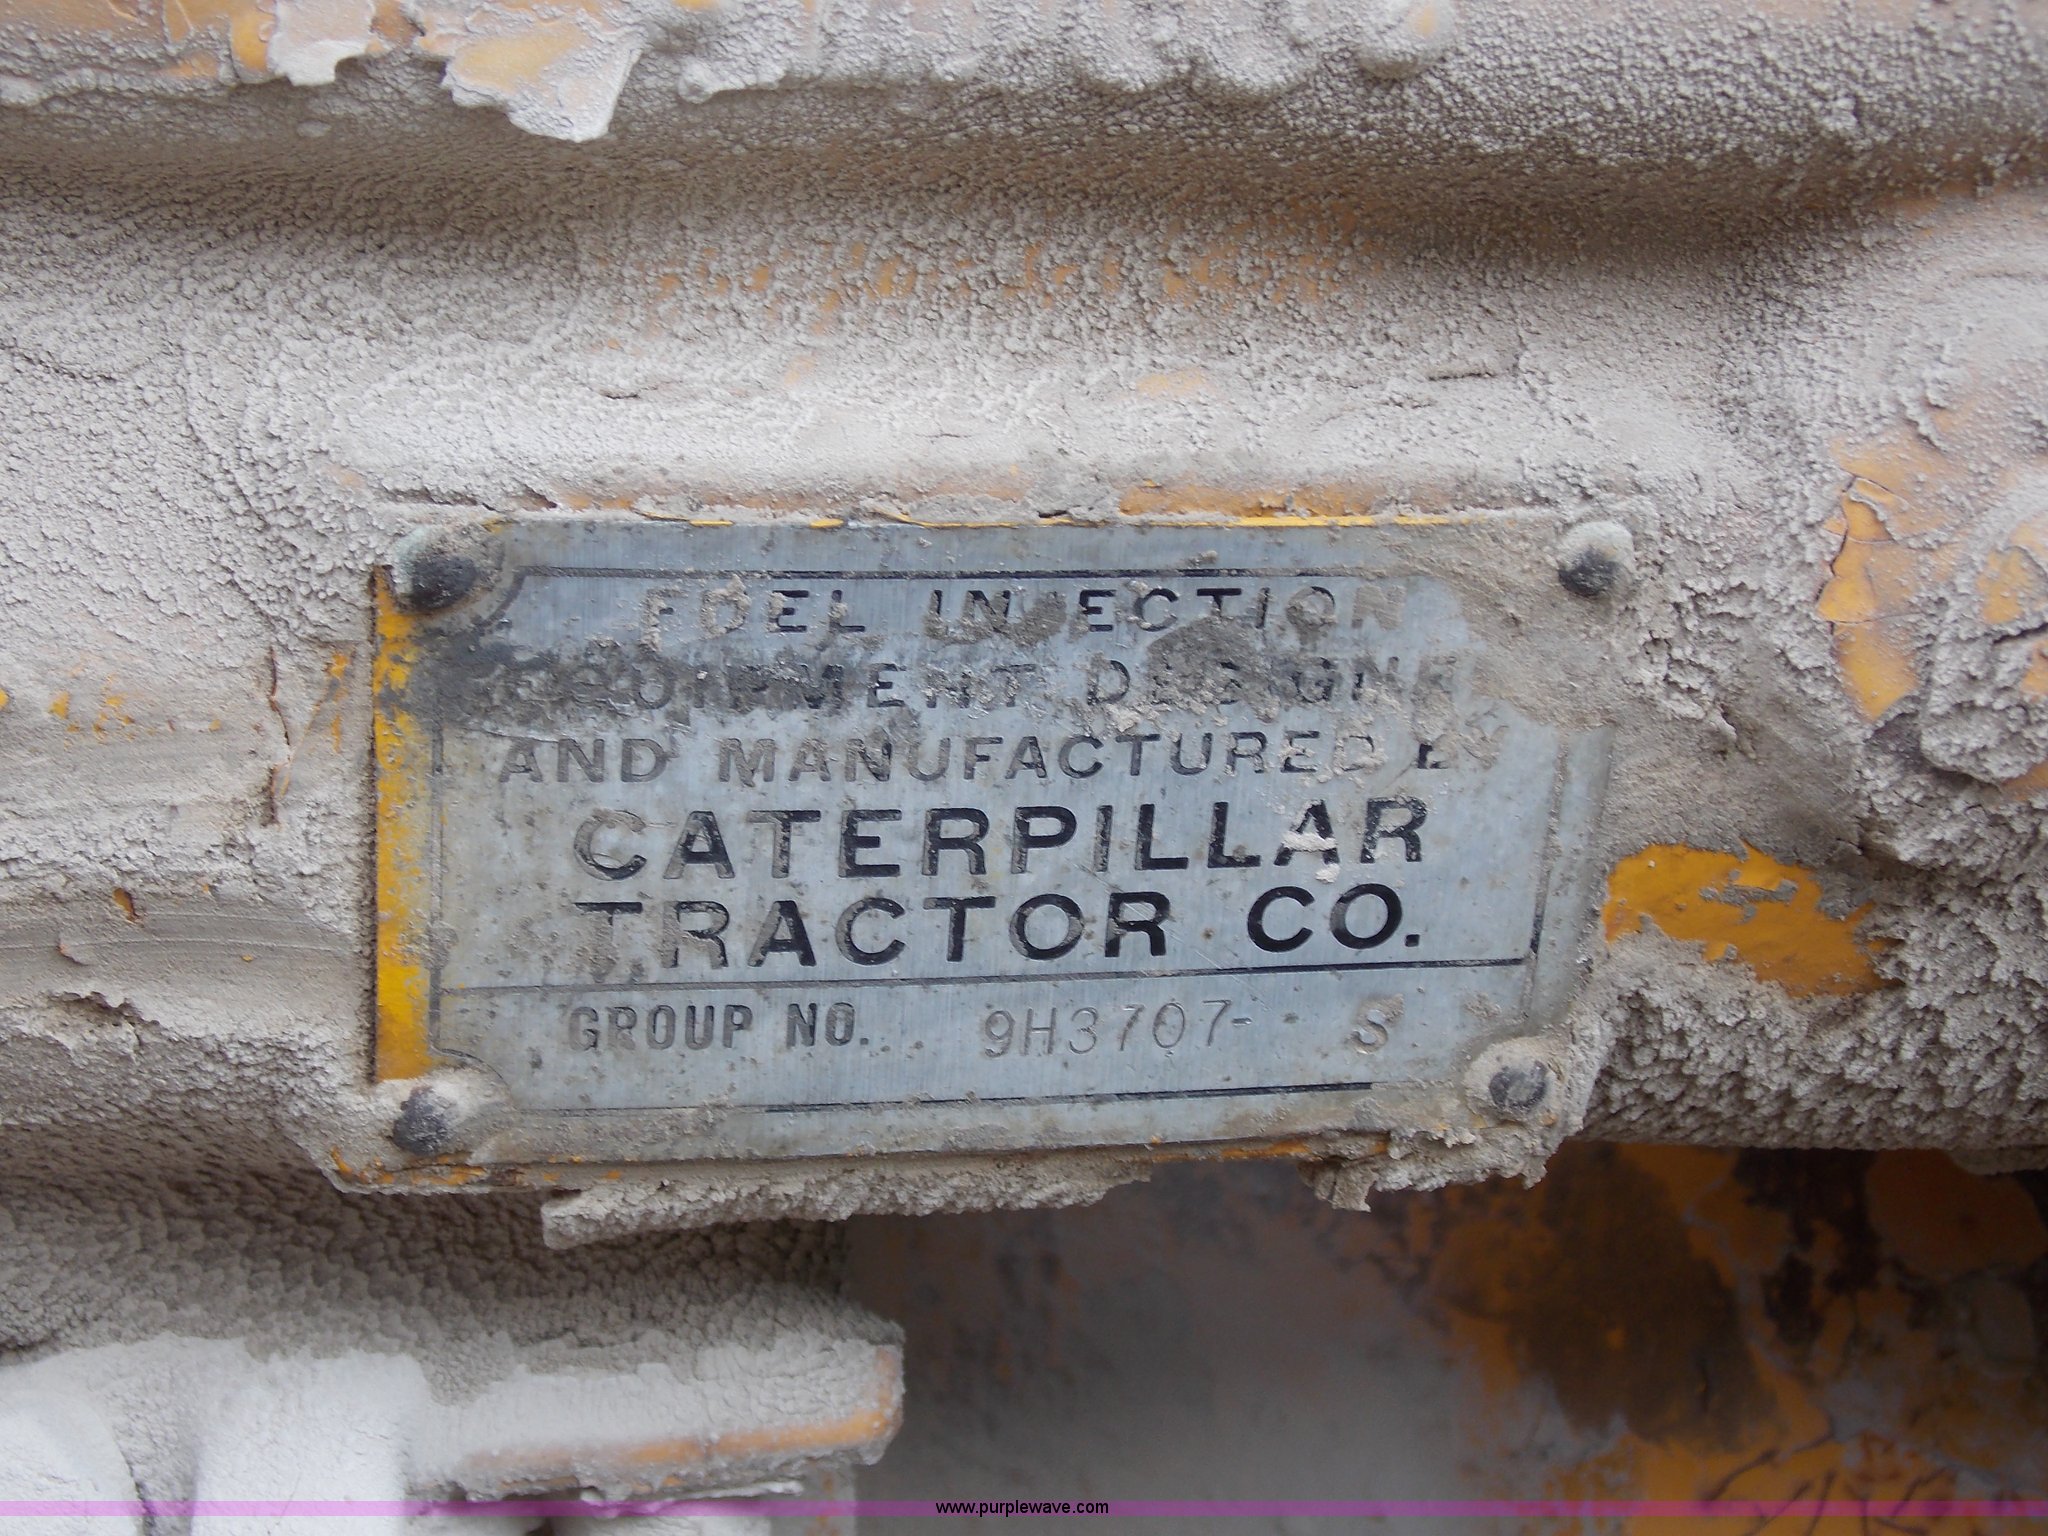 FUEL INJECTION
EQUIPMENT DESIGNED
AND MANUFACTURED BY
CATERPILLAR
TRACTOR CO.
GROUP NO. 9H3707- S
www.purplewave.com